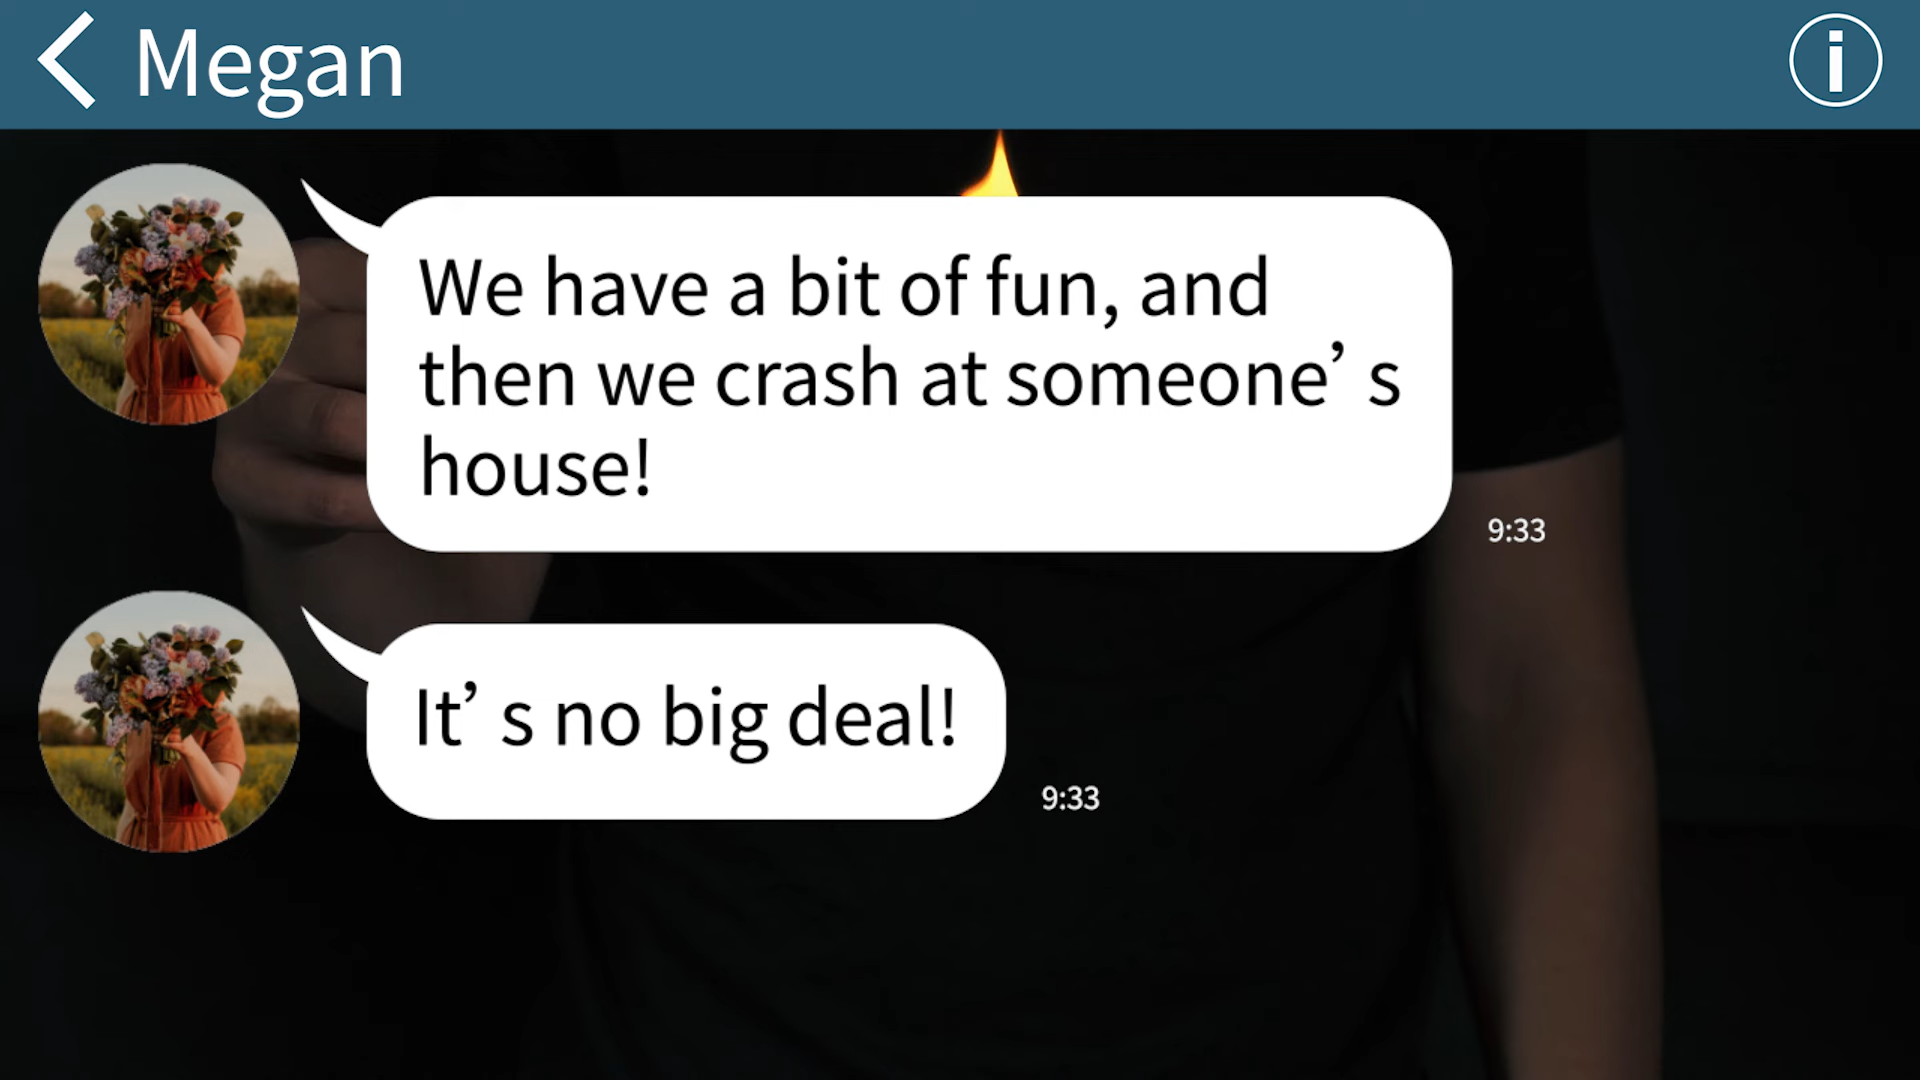 Megan
We have a bit of fun, and
then we crash at someone’s
house!
9:33
It’s no big deal!
9:33